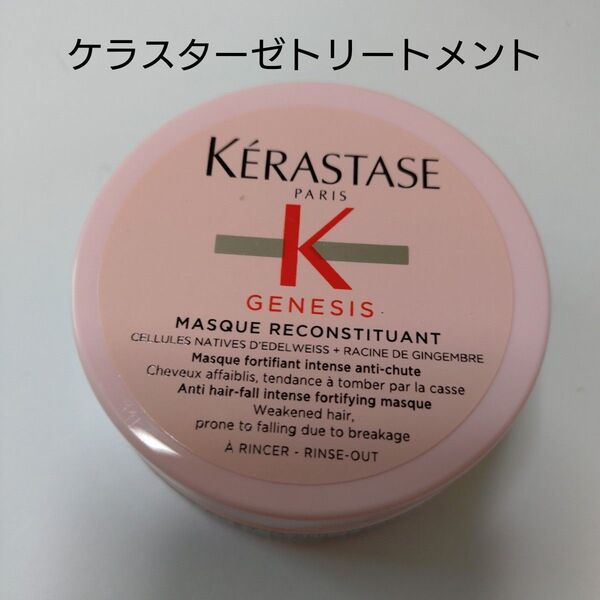 ケラスターゼトリートメント
KÉRASTASE
PARIS
K
GENESIS
MASQUE RECONSTITUANT
CELLULES NATIVES D'EDELWEISS + RACINE DE GINGEMBRE
Masque fortifiant intense anti-chute
Cheveux affaiblis, tendance à tomber par la casse
Anti hair-fall intense fortifying masque
Weakened hair,
prone to falling due to breakage
À RINCER - RINSE-OUT